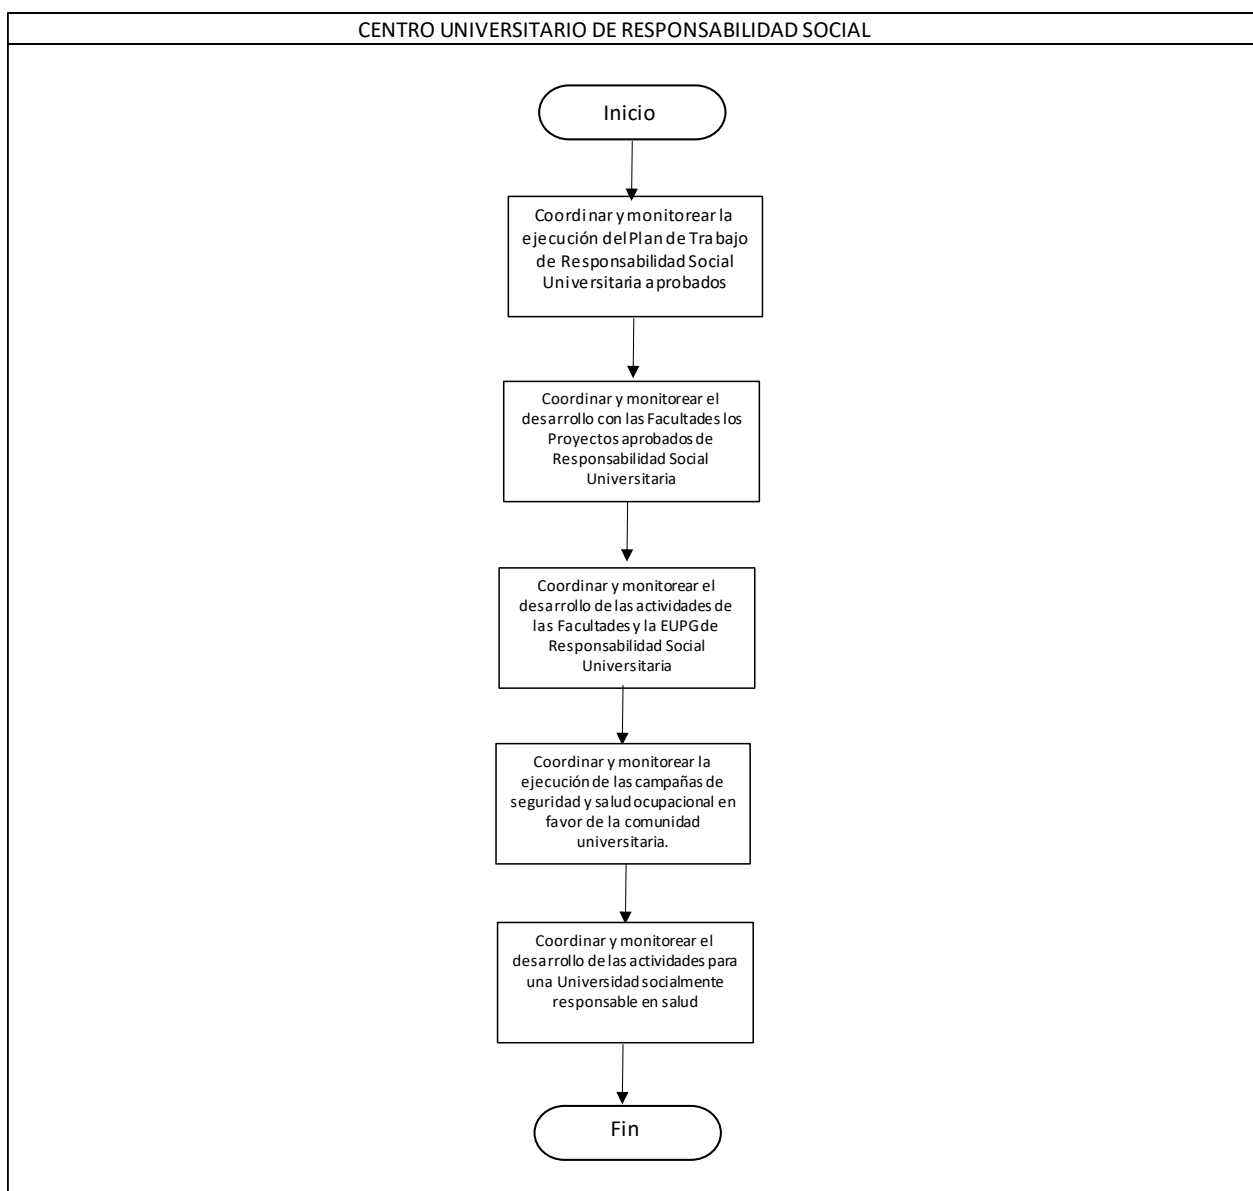 CENTRO UNIVERSITARIO DE RESPONSABILIDAD SOCIAL
Inicio
Coordinar y monitorear la
ejecución del Plan de Trabajo
de Responsabilidad Social
Universitaria aprobados
Coordinar y monitorear el
desarrollo con las Facultades los
Proyectos aprobados de
Responsabilidad Social
Universitaria
Coordinar y monitorear el
desarrollo de las actividades de
las Facultades y la EUPG de
Responsabilidad Social
Universitaria
Coordinar y monitorear la
ejecución de las campañas de
seguridad y salud ocupacional en
favor de la comunidad
universitaria.
Coordinar y monitorear el
desarrollo de las actividades para
una Universidad socialmente
responsable en salud
Fin